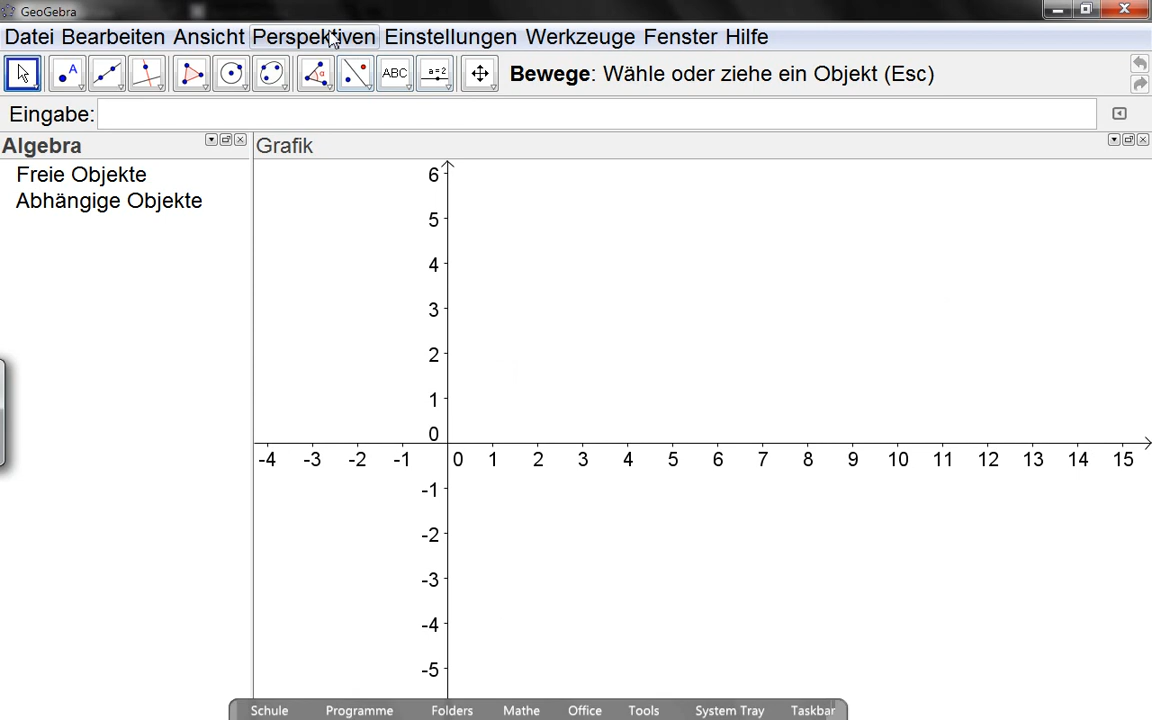 GeoGebra
Datei Bearbeiten Ansicht Perspektiven Einstellungen Werkzeuge Fenster Hilfe
A α ABC a=2 Bewege: Wähle oder ziehe ein Objekt (Esc)
Eingabe:
Algebra
Grafik
Freie Objekte
Abhängige Objekte
6
5
4
3
2
1
0
-4 -3 -2 -1 0 1 2 3 4 5 6 7 8 9 10 11 12 13 14 15
-1
-2
-3
-4
-5
Schule Programme Folders Mathe Office Tools System Tray Taskbar